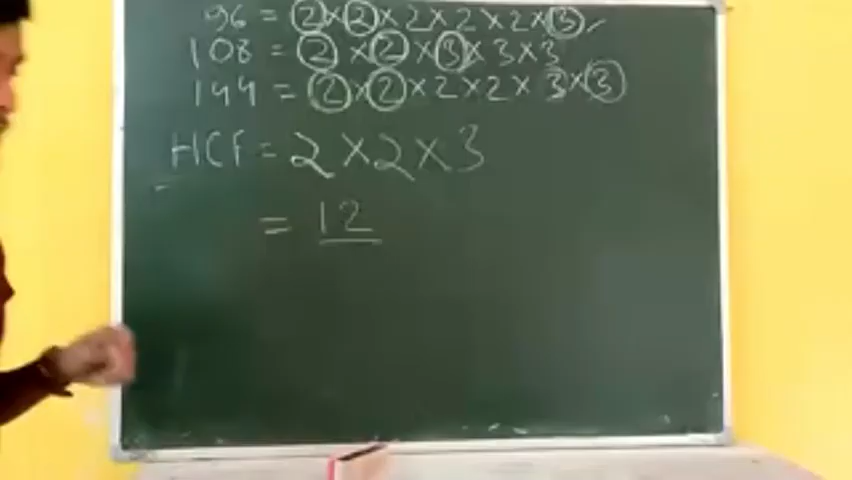 96 = 2×2×2×2×2×3
108 = 2×2×3×3×3
144 = 2×2×2×2×3×3
HCF = 2×2×3
= 12